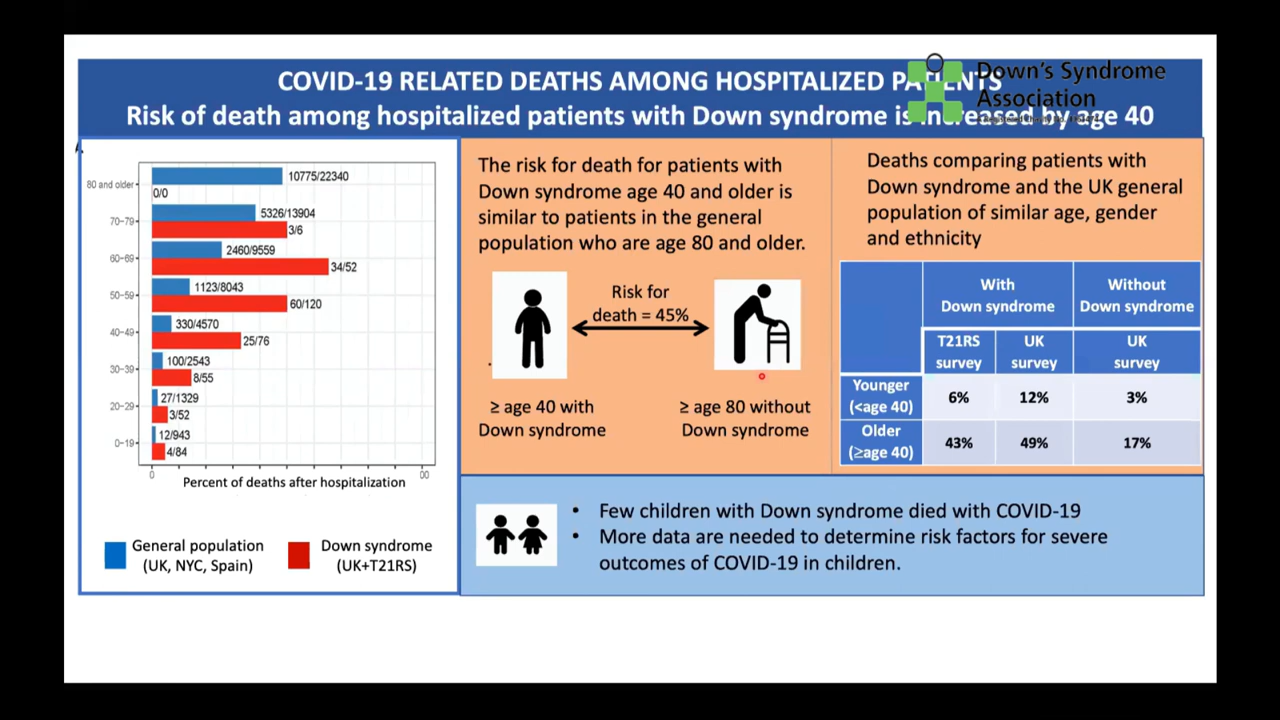 COVID-19 RELATED DEATHS AMONG HOSPITALIZED PATIENTS
Risk of death among hospitalized patients with Down syndrome is increased by age 40
Down's Syndrome
Association
80 and older
10775/22340
0/0
70-79
5326/13904
3/6
60-69
2460/9559
34/52
50-59
1123/8043
60/120
40-49
330/4570
25/76
30-39
100/2543
8/55
20-29
27/1329
3/52
0-19
12/943
4/84
0
00
Percent of deaths after hospitalization
General population
(UK, NYC, Spain)
Down syndrome
(UK+T21RS)
The risk for death for patients with
Down syndrome age 40 and older is
similar to patients in the general
population who are age 80 and older.
Risk for
death = 45%
≥ age 40 with
Down syndrome
≥ age 80 without
Down syndrome
Deaths comparing patients with
Down syndrome and the UK general
population of similar age, gender
and ethnicity
With
Down syndrome
Without
Down syndrome
T21RS
survey
UK
survey
UK
survey
Younger
(<age 40)
6%
12%
3%
Older
(≥age 40)
43%
49%
17%
• Few children with Down syndrome died with COVID-19
• More data are needed to determine risk factors for severe
outcomes of COVID-19 in children.